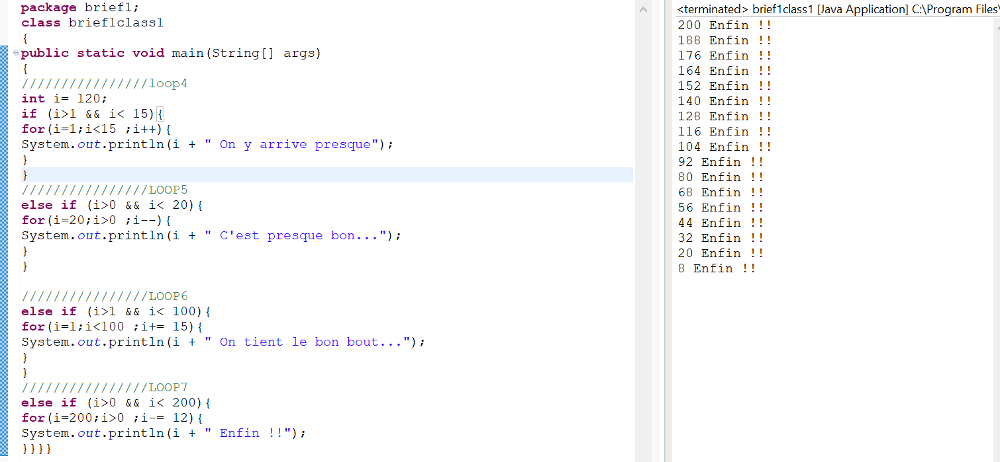 package brief1;
class brief1class1
{
public static void main(String[] args)
{
////////////////loop4
int i= 120;
if (i>1 && i< 15){
for(i=1;i<15 ;i++){
System.out.println(i + " On y arrive presque");
}
}
////////////////LOOP5
else if (i>0 && i< 20){
for(i=20;i>0 ;i--){
System.out.println(i + " C'est presque bon...");
}
}
////////////////LOOP6
else if (i>1 && i< 100){
for(i=1;i<100 ;i+= 15){
System.out.println(i + " On tient le bon bout...");
}
}
////////////////LOOP7
else if (i>0 && i< 200){
for(i=200;i>0 ;i-= 12){
System.out.println(i + " Enfin !!");
}}}}
<terminated> brief1class1 [Java Application] C:\Program Files\
200 Enfin !!
188 Enfin !!
176 Enfin !!
164 Enfin !!
152 Enfin !!
140 Enfin !!
128 Enfin !!
116 Enfin !!
104 Enfin !!
92 Enfin !!
80 Enfin !!
68 Enfin !!
56 Enfin !!
44 Enfin !!
32 Enfin !!
20 Enfin !!
8 Enfin !!